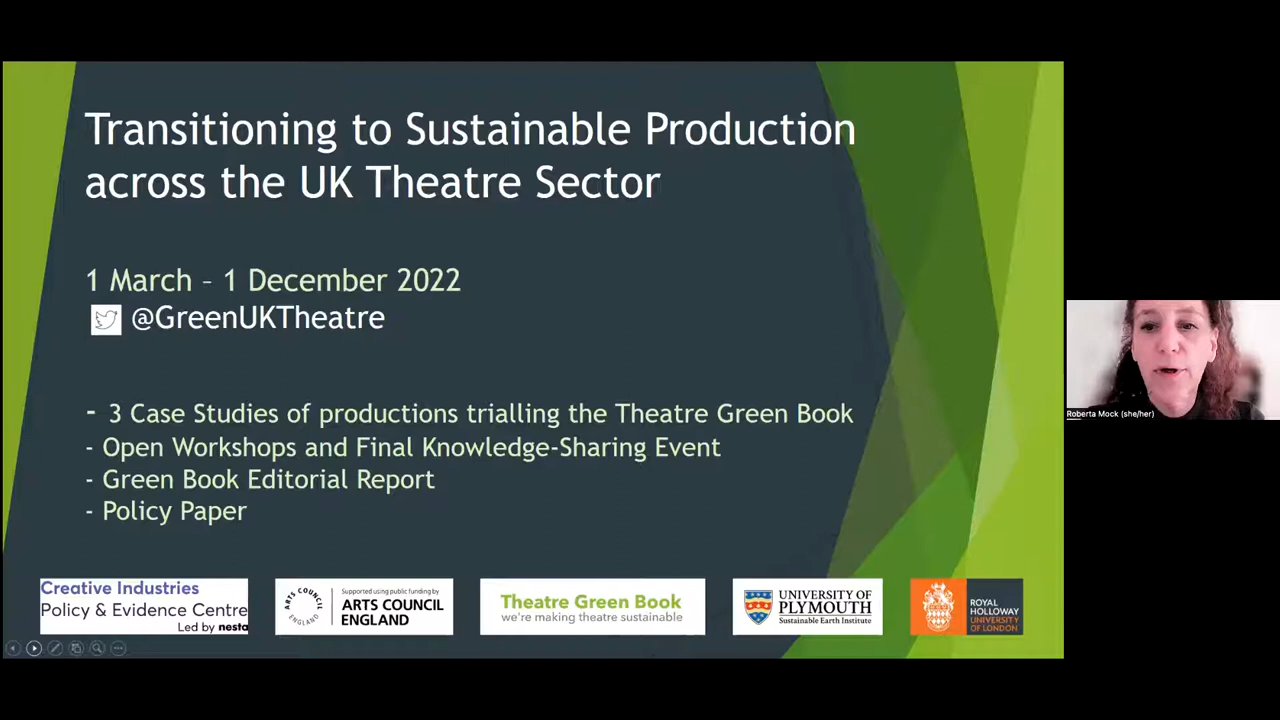 Transitioning to Sustainable Production
across the UK Theatre Sector
1 March – 1 December 2022
@GreenUKTheatre
- 3 Case Studies of productions trialling the Theatre Green Book
- Open Workshops and Final Knowledge-Sharing Event
- Green Book Editorial Report
- Policy Paper
Creative Industries
Policy & Evidence Centre
Led by nesta
ARTS COUNCIL ENGLAND
Supported using public funding by
ARTS COUNCIL
ENGLAND
Theatre Green Book
we're making theatre sustainable
UNIVERSITY OF
PLYMOUTH
Sustainable Earth Institute
ROYAL
HOLLOWAY
UNIVERSITY
OF LONDON
Roberta Mock (she/her)